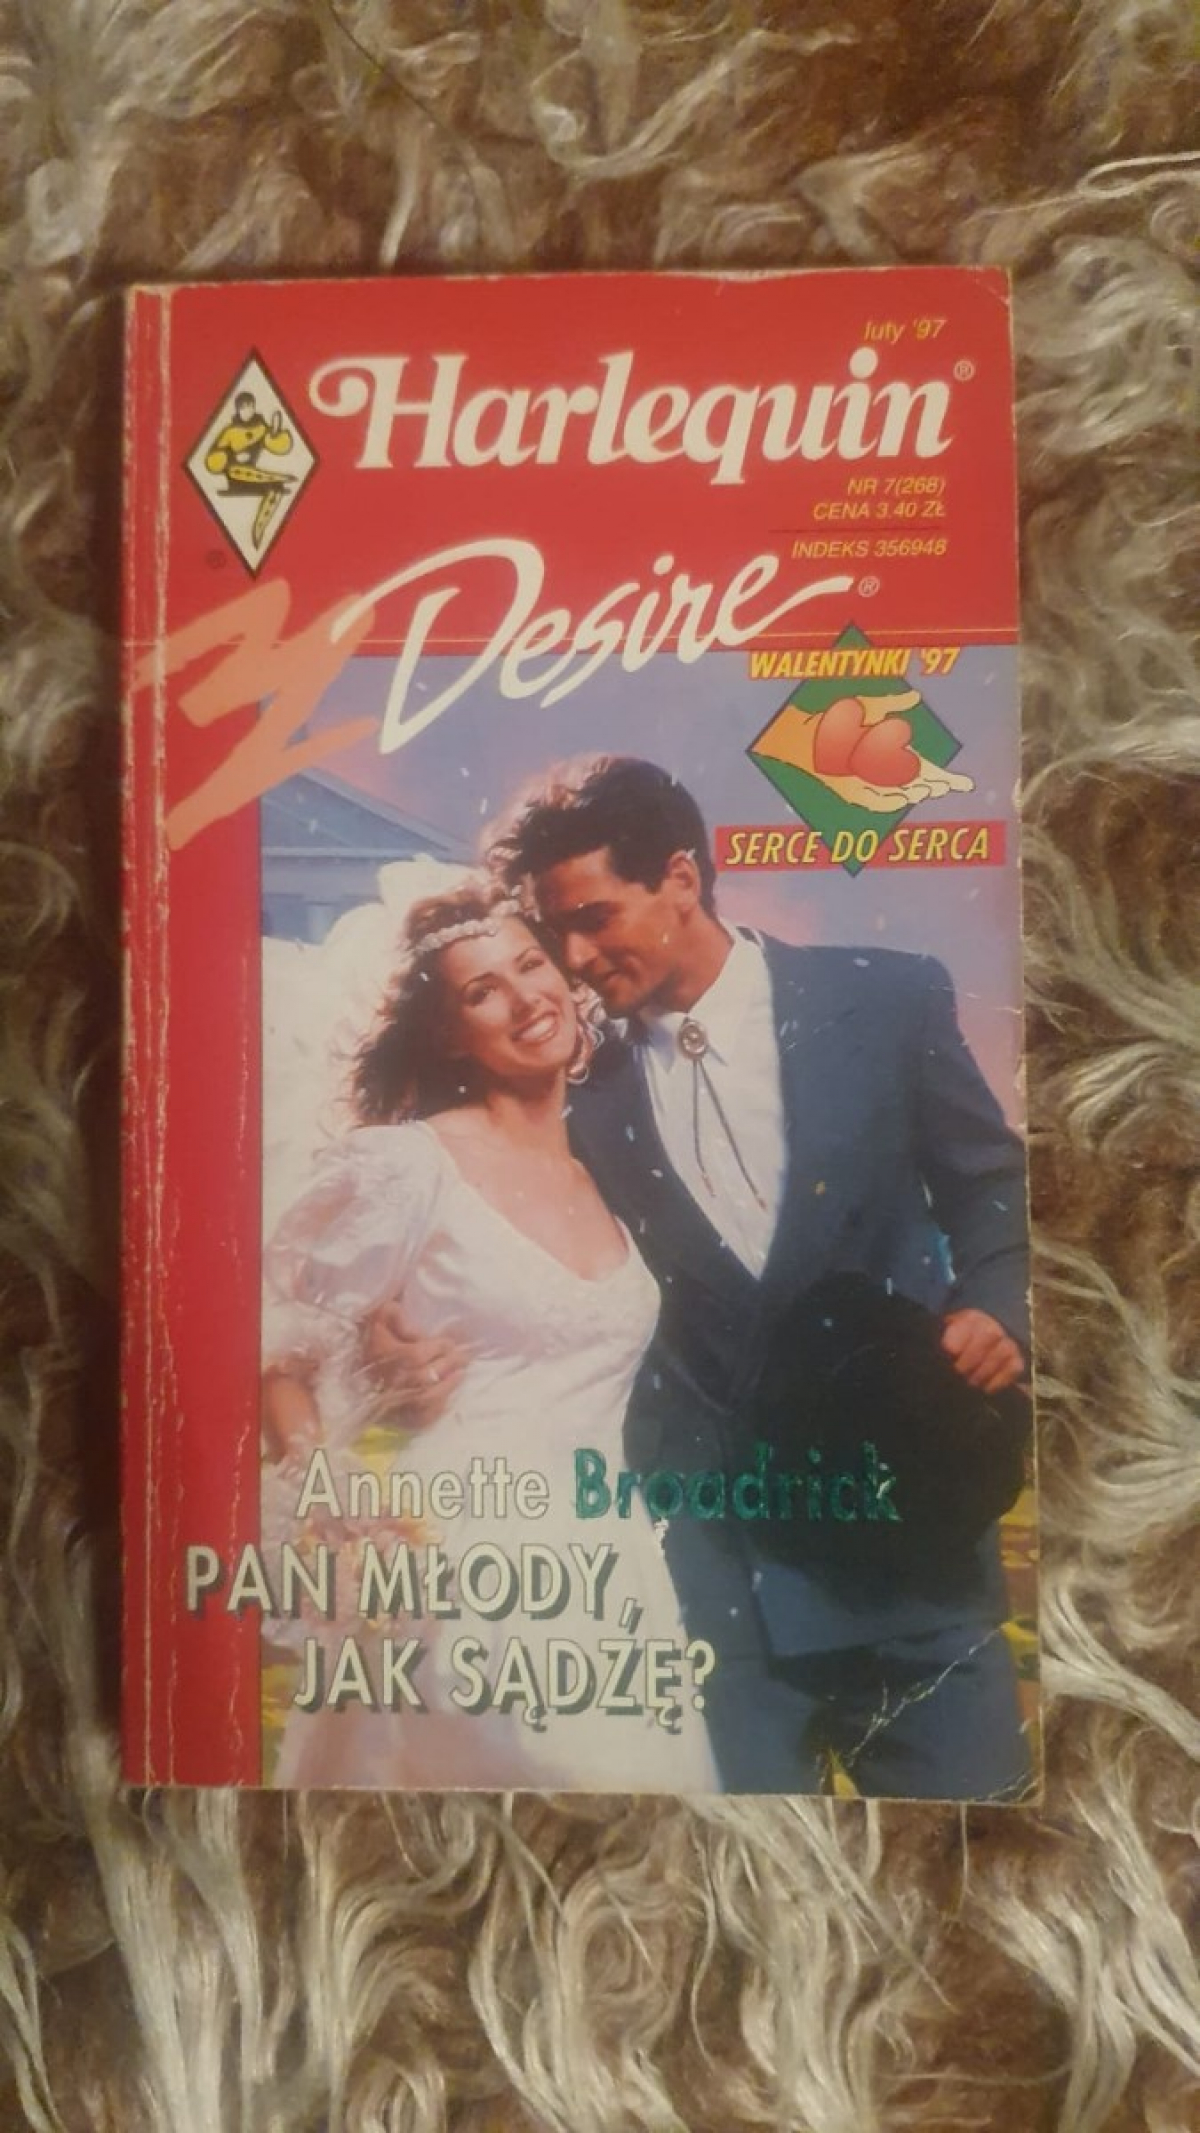 luty '97
Harlequin®
NR 7(268)
CENA 3.40 ZŁ
INDEKS 356948
Desire®
WALENTYNKI '97
SERCE DO SERCA
Annette Broadrick
PAN MŁODY,
JAK SĄDZĘ?